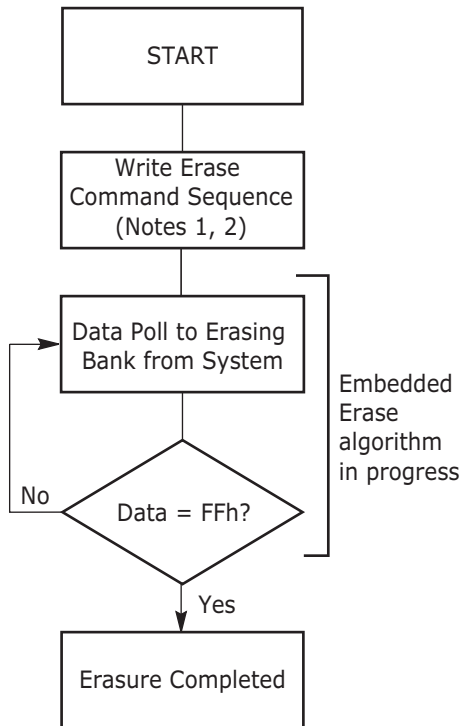 START
Write Erase
Command Sequence
(Notes 1, 2)
Data Poll to Erasing
Bank from System
Embedded
Erase
algorithm
in progress
No
Data = FFh?
Yes
Erasure Completed